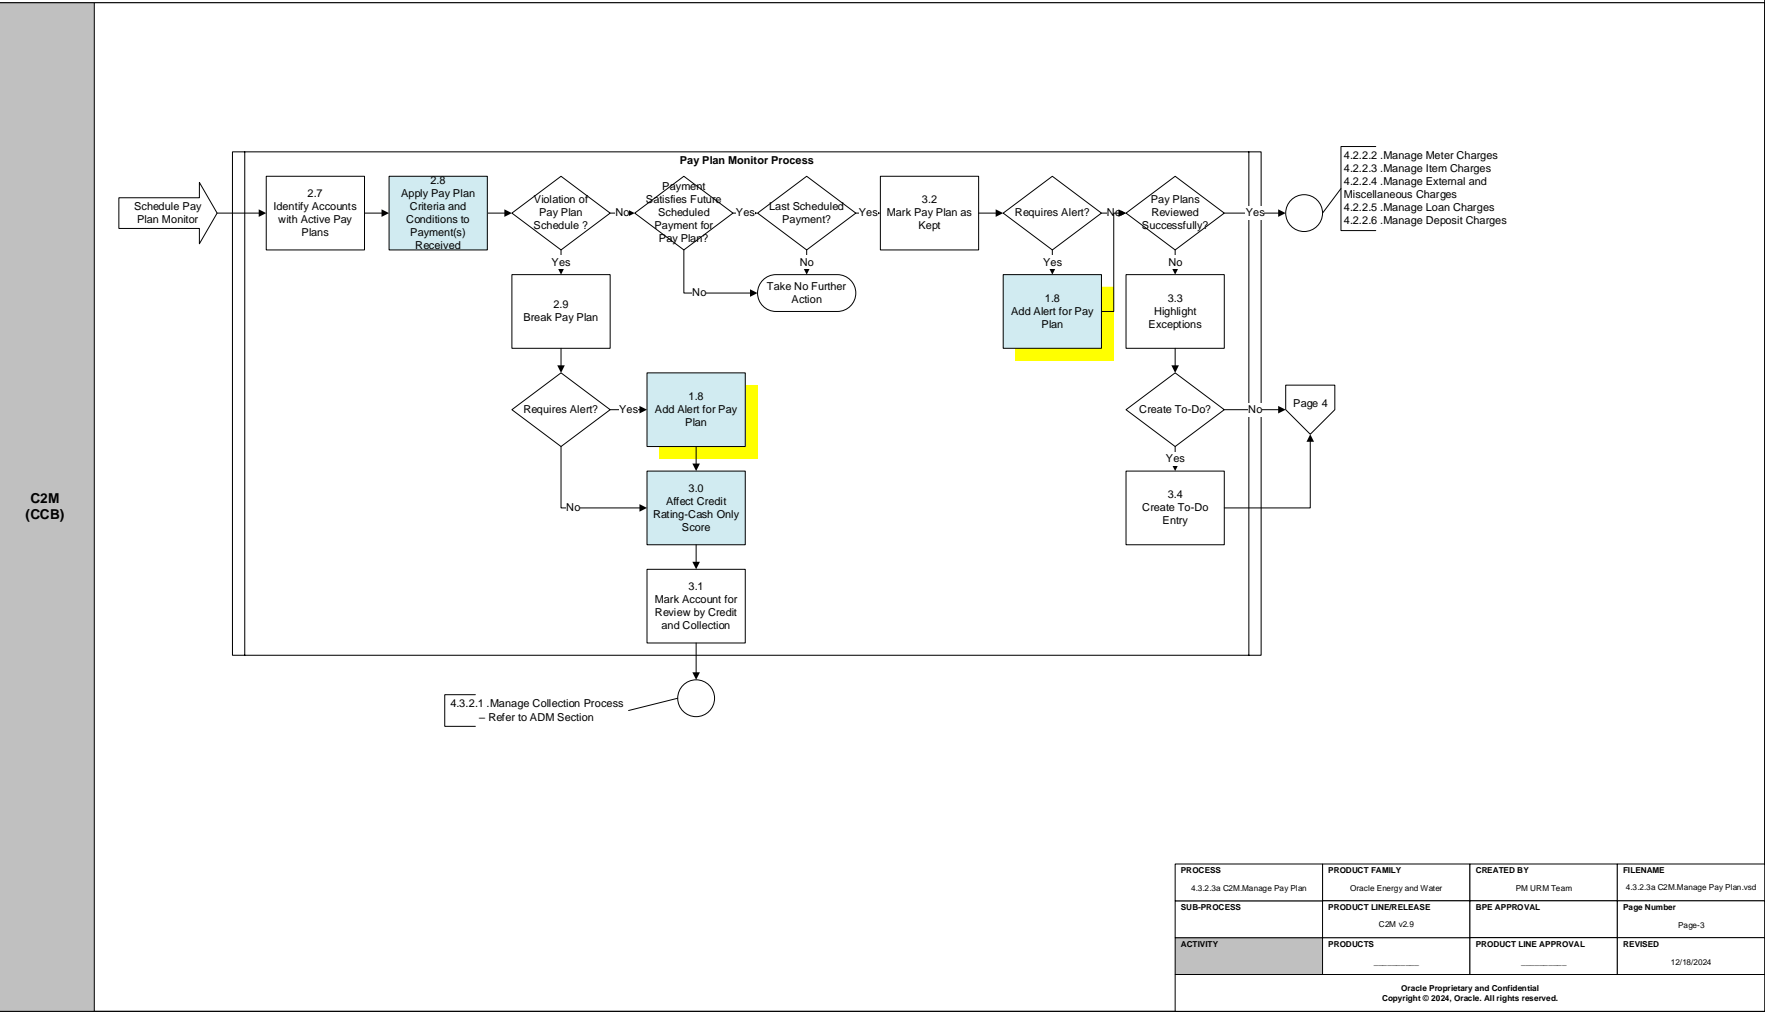 Pay Plan Monitor Process
Schedule Pay
Plan Monitor
2.7
Identify Accounts
with Active Pay
Plans
2.8
Apply Pay Plan
Criteria and
Conditions to
Payment(s)
Received
Violation of
Pay Plan
Schedule ?
No
Payment
Satisfies Future
Scheduled
Payment for
Pay Plan?
Yes
Last Scheduled
Payment?
Yes
3.2
Mark Pay Plan as
Kept
Requires Alert?
No
Pay Plans
Reviewed
Successfully?
Yes
4.2.2.2 .Manage Meter Charges
4.2.2.3 .Manage Item Charges
4.2.2.4 .Manage External and
Miscellaneous Charges
4.2.2.5 .Manage Loan Charges
4.2.2.6 .Manage Deposit Charges
Yes
No
Yes
No
2.9
Break Pay Plan
No
Take No Further
Action
1.8
Add Alert for Pay
Plan
3.3
Highlight
Exceptions
Requires Alert?
Yes
1.8
Add Alert for Pay
Plan
Create To-Do?
No
Page 4
Yes
C2M
(CCB)
No
3.0
Affect Credit
Rating-Cash Only
Score
3.4
Create To-Do
Entry
3.1
Mark Account for
Review by Credit
and Collection
4.3.2.1 .Manage Collection Process
– Refer to ADM Section
PROCESS
4.3.2.3a C2M.Manage Pay Plan
PRODUCT FAMILY
Oracle Energy and Water
CREATED BY
PM URM Team
FILENAME
4.3.2.3a C2M.Manage Pay Plan.vsd
SUB-PROCESS
PRODUCT LINE/RELEASE
C2M v2.9
BPE APPROVAL
Page Number
Page-3
ACTIVITY
PRODUCTS
PRODUCT LINE APPROVAL
REVISED
12/18/2024
Oracle Proprietary and Confidential
Copyright © 2024, Oracle. All rights reserved.